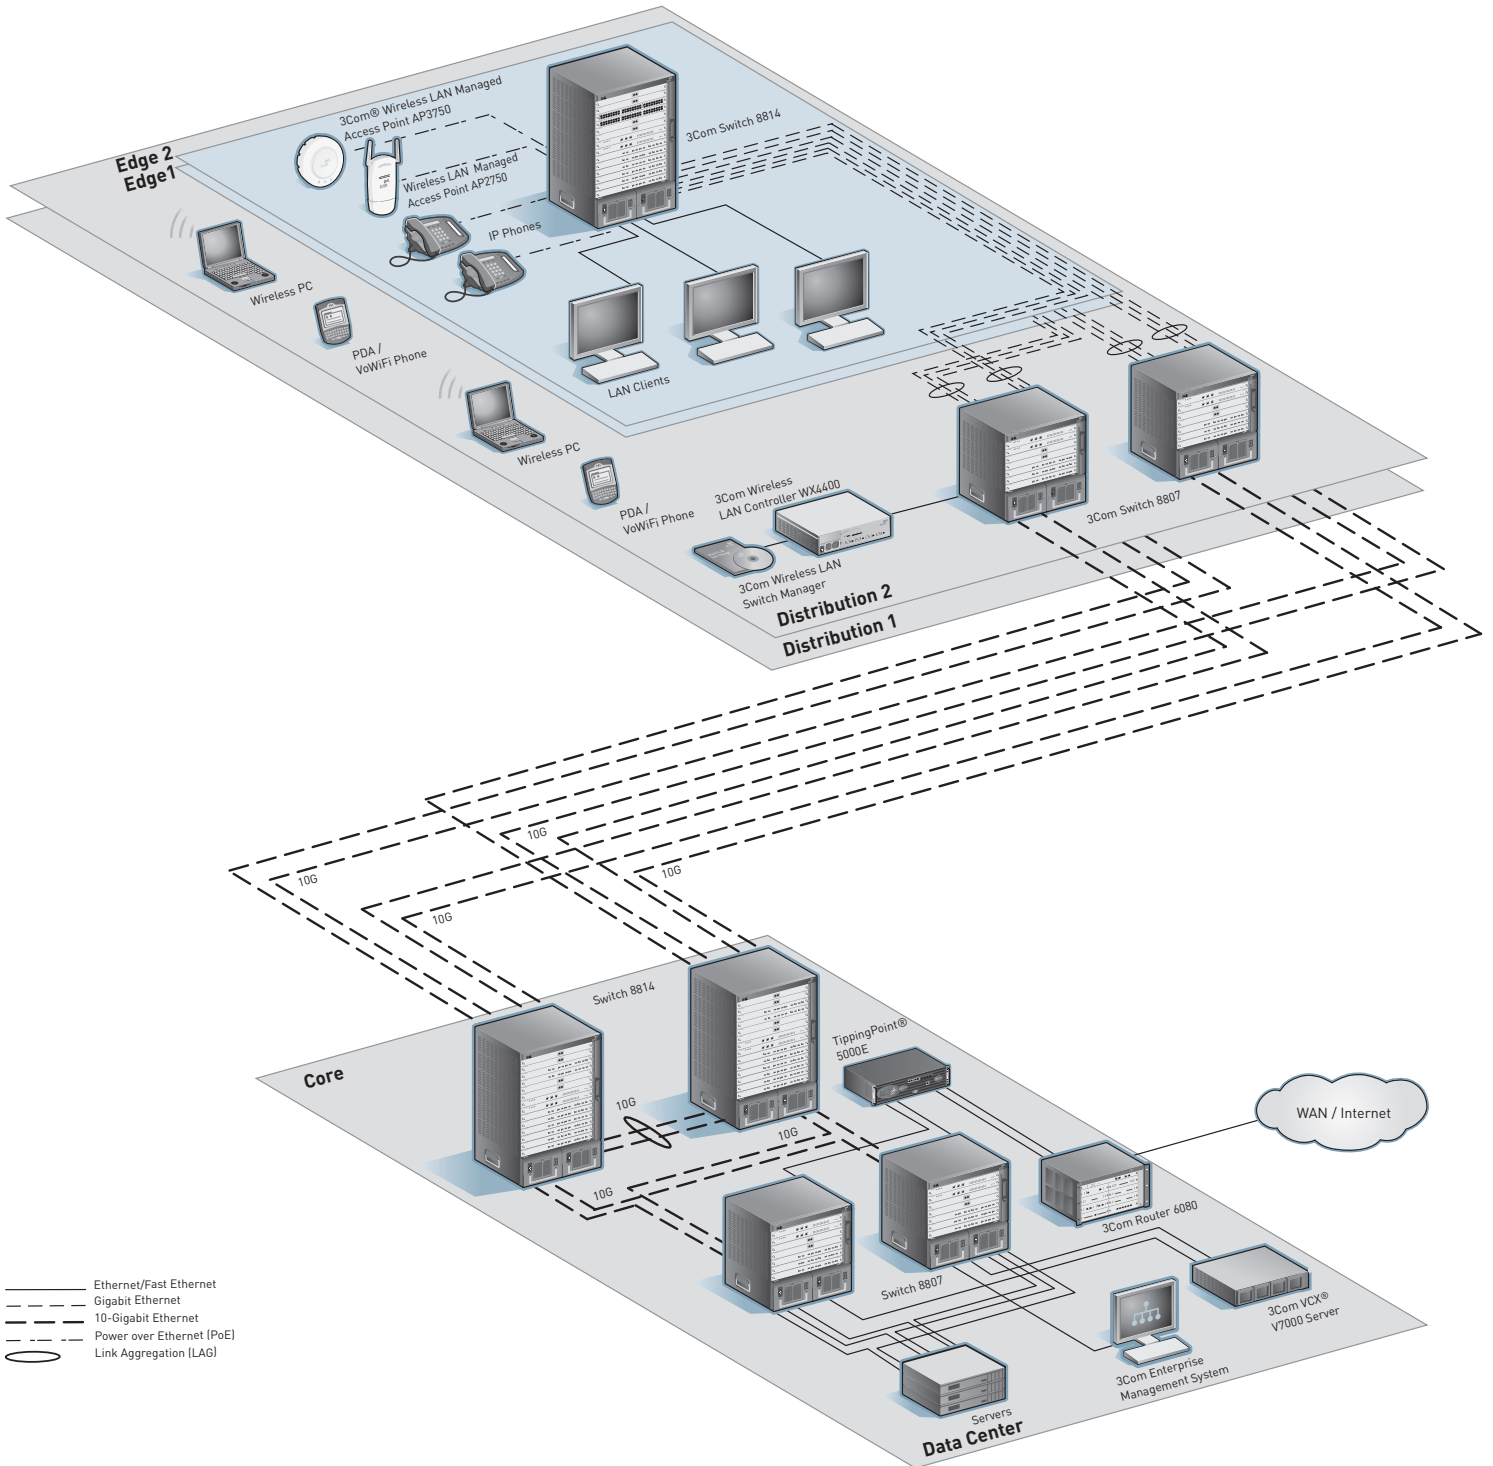 3Com® Wireless LAN Managed
Access Point AP3750
3Com Switch 8814
Edge 2
Edge1
Wireless LAN Managed
Access Point AP2750
IP Phones
Wireless PC
PDA /
VoWiFi Phone
LAN Clients
Wireless PC
PDA /
VoWiFi Phone
3Com Wireless
LAN Controller WX4400
3Com Switch 8807
3Com Wireless LAN
Switch Manager
Distribution 2
Distribution 1
10G
10G
10G
10G
Switch 8814
TippingPoint®
5000E
Core
10G
10G
10G
WAN / Internet
3Com Router 6080
Switch 8807
3Com VCX®
V7000 Server
3Com Enterprise
Management System
Servers
Data Center
Ethernet/Fast Ethernet
Gigabit Ethernet
10-Gigabit Ethernet
Power over Ethernet (PoE)
Link Aggregation (LAG)